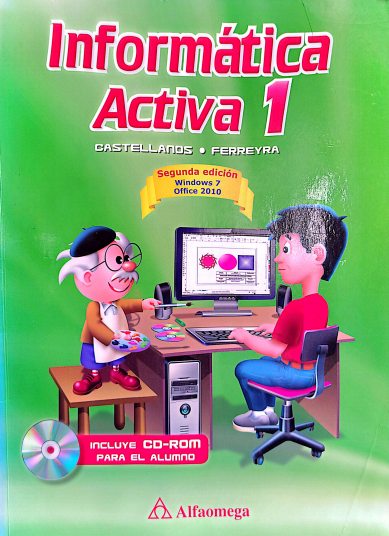 Informática
Activa 1
CASTELLANOS • FERREYRA
Segunda edición
Windows 7
Office 2010
INCLUYE CD-ROM
PARA EL ALUMNO
Alfaomega